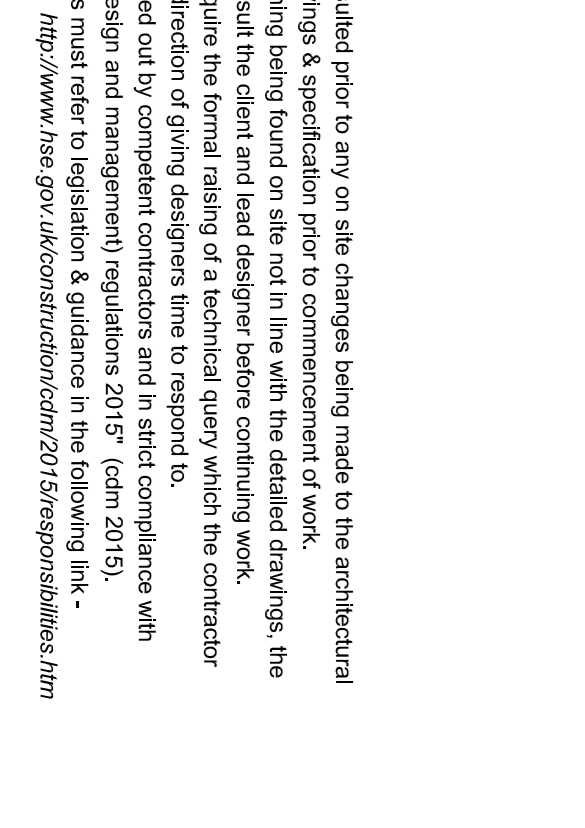 ulted prior to any on site changes being made to the architectural
ings & specification prior to commencement of work.
ning being found on site not in line with the detailed drawings, the
sult the client and lead designer before continuing work.
quire the formal raising of a technical query which the contractor
direction of giving designers time to respond to.
ed out by competent contractors and in strict compliance with
esign and management) regulations 2015" (cdm 2015).
s must refer to legislation & guidance in the following link -
http://www.hse.gov.uk/construction/cdm/2015/responsibilities.htm